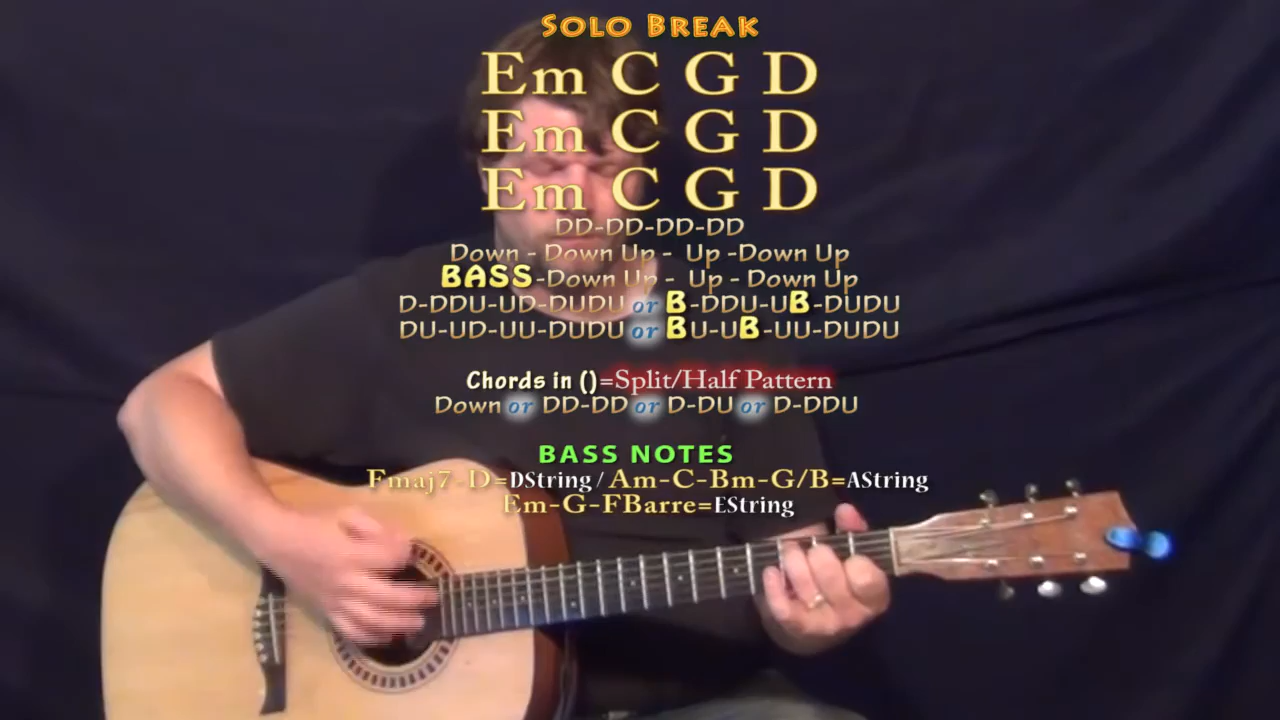 Solo Break
Em C G D
Em C G D
Em C G D
DD-DD-DD-DD
Down - Down Up - Up -Down Up
BASS-Down Up - Up - Down Up
D-DDU-UD-DUDU or B-DDU-UB-DUDU
DU-UD-UU-DUDU or BU-UB-UU-DUDU
Chords in ()=Split/Half Pattern
Down or DD-DD or D-DU or D-DDU
BASS NOTES
Fmaj7-D=DString / Am-C-Bm-G/B=AString
Em-G-FBarre=EString